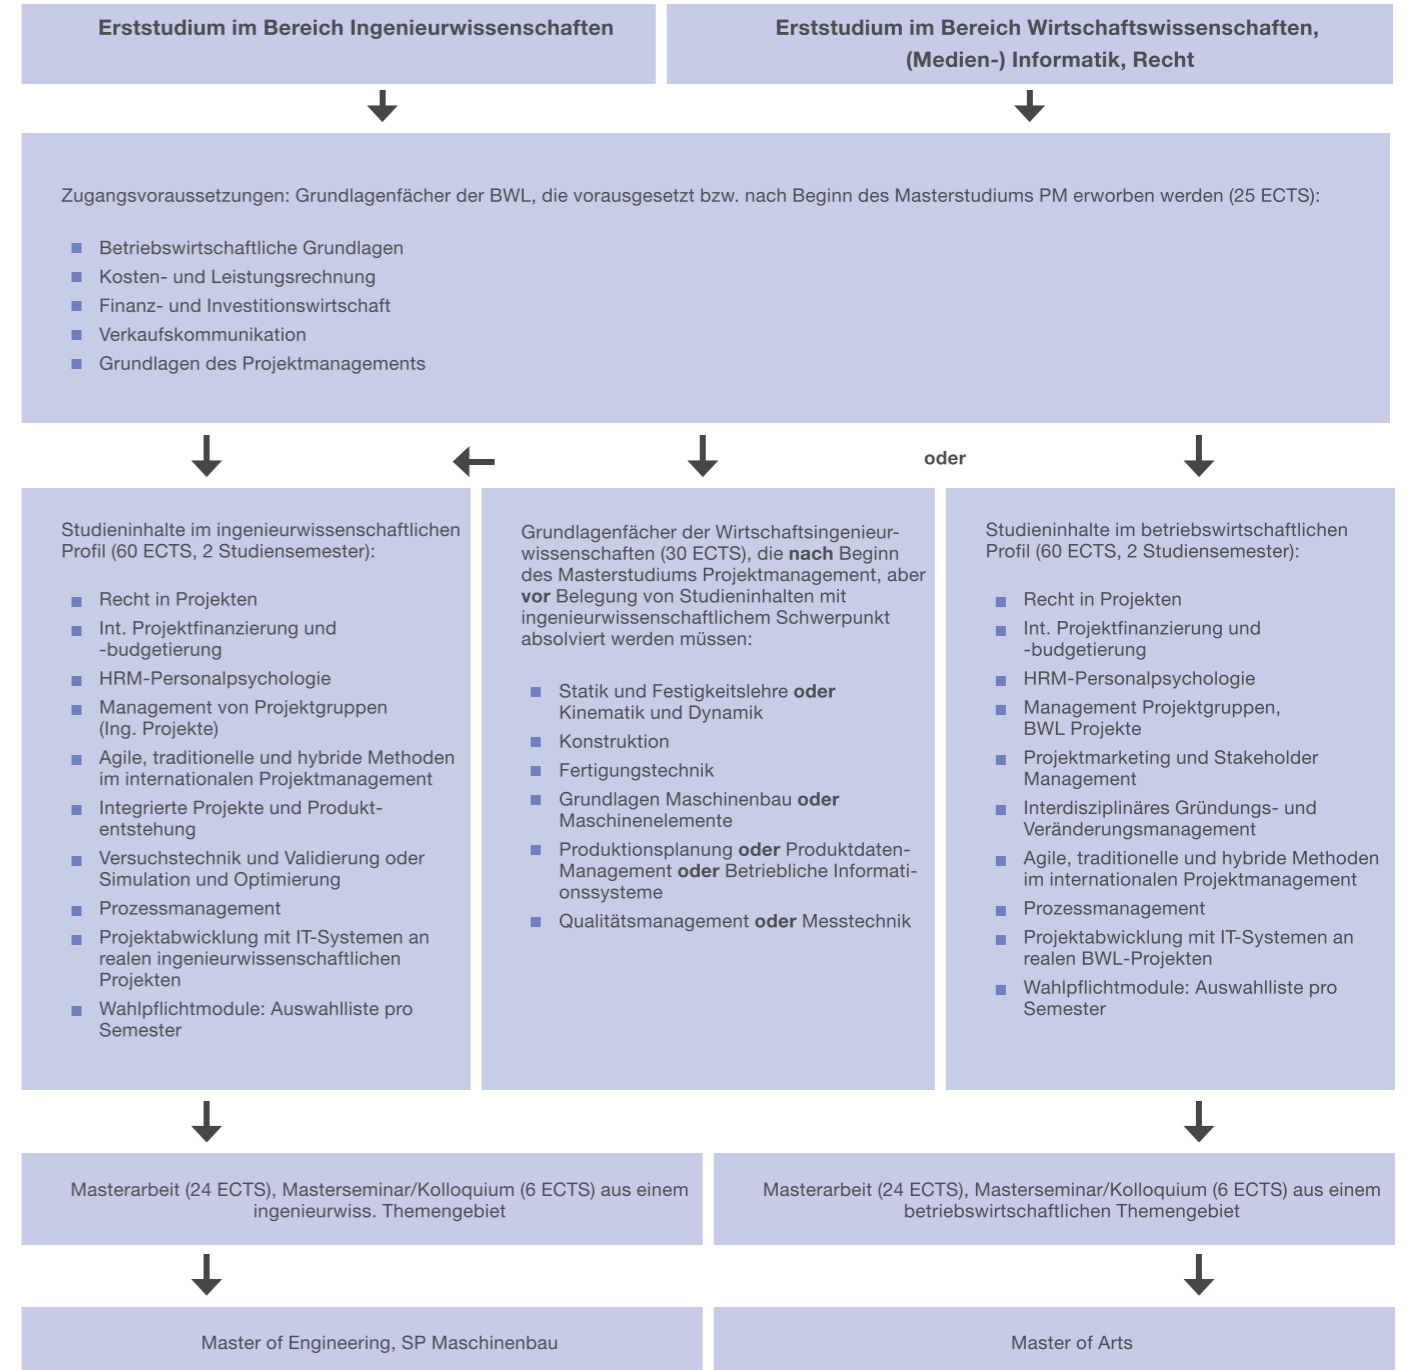 Erststudium im Bereich Ingenieurwissenschaften
Erststudium im Bereich Wirtschaftswissenschaften,
(Medien-) Informatik, Recht
Zugangsvoraussetzungen: Grundlagenfächer der BWL, die vorausgesetzt bzw. nach Beginn des Masterstudiums PM erworben werden (25 ECTS):
Betriebswirtschaftliche Grundlagen
Kosten- und Leistungsrechnung
Finanz- und Investitionswirtschaft
Verkaufskommunikation
Grundlagen des Projektmanagements
oder
Studieninhalte im ingenieurwissenschaftlichen
Profil (60 ECTS, 2 Studiensemester):
Recht in Projekten
Int. Projektfinanzierung und
-budgetierung
HRM-Personalpsychologie
Management von Projektgruppen
(Ing. Projekte)
Agile, traditionelle und hybride Methoden
im internationalen Projektmanagement
Integrierte Projekte und Produkt-
entstehung
Versuchstechnik und Validierung oder
Simulation und Optimierung
Prozessmanagement
Projektabwicklung mit IT-Systemen an
realen ingenieurwissenschaftlichen
Projekten
Wahlpflichtmodule: Auswahlliste pro
Semester
Grundlagenfächer der Wirtschaftsingenieur-
wissenschaften (30 ECTS), die nach Beginn
des Masterstudiums Projektmanagement, aber
vor Belegung von Studieninhalten mit
ingenieurwissenschaftlichem Schwerpunkt
absolviert werden müssen:
Statik und Festigkeitslehre oder
Kinematik und Dynamik
Konstruktion
Fertigungstechnik
Grundlagen Maschinenbau oder
Maschinenelemente
Produktionsplanung oder Produktdaten-
Management oder Betriebliche Informati-
onssysteme
Qualitätsmanagement oder Messtechnik
Studieninhalte im betriebswirtschaftlichen
Profil (60 ECTS, 2 Studiensemester):
Recht in Projekten
Int. Projektfinanzierung und
-budgetierung
HRM-Personalpsychologie
Management Projektgruppen,
BWL Projekte
Projektmarketing und Stakeholder
Management
Interdisziplinäres Gründungs- und
Veränderungsmanagement
Agile, traditionelle und hybride Methoden
im internationalen Projektmanagement
Prozessmanagement
Projektabwicklung mit IT-Systemen an
realen BWL-Projekten
Wahlpflichtmodule: Auswahlliste pro
Semester
Masterarbeit (24 ECTS), Masterseminar/Kolloquium (6 ECTS) aus einem
ingenieurwiss. Themengebiet
Masterarbeit (24 ECTS), Masterseminar/Kolloquium (6 ECTS) aus einem
betriebswirtschaftlichen Themengebiet
Master of Engineering, SP Maschinenbau
Master of Arts